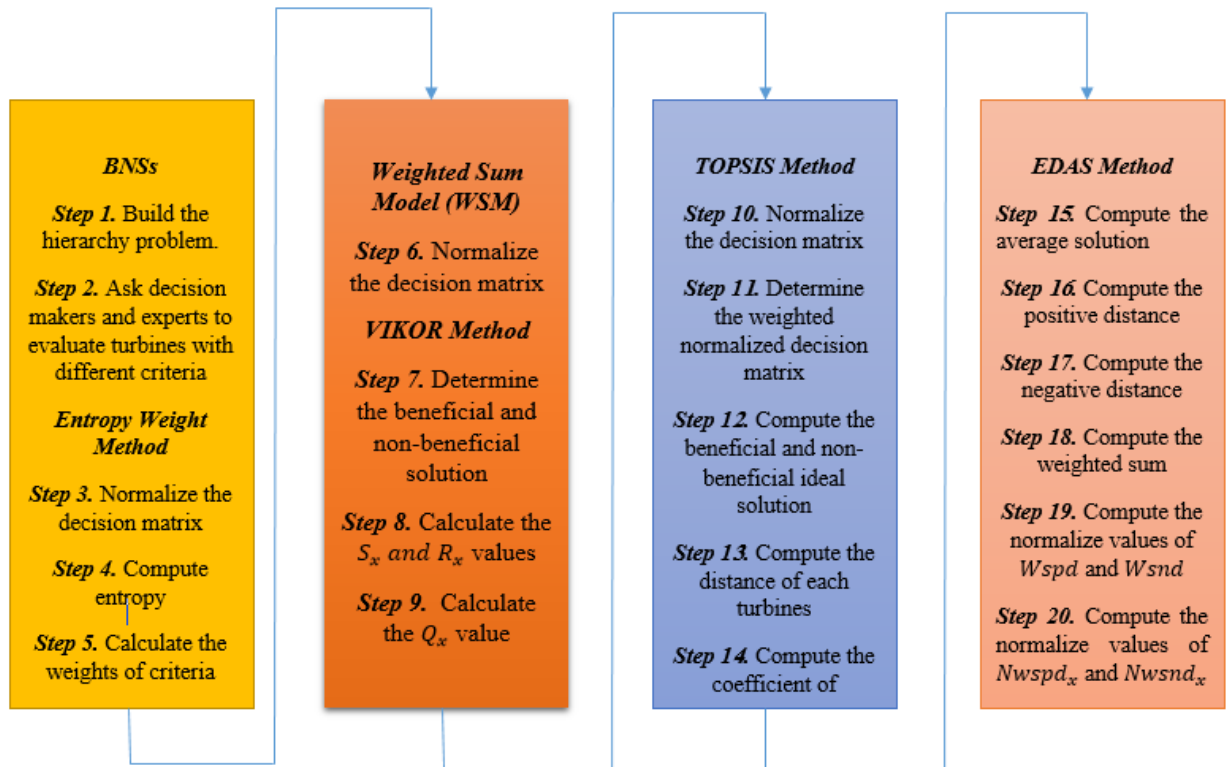 BNSs
Step 1. Build the
hierarchy problem.
Step 2. Ask decision
makers and experts to
evaluate turbines with
different criteria
Entropy Weight
Method
Step 3. Normalize the
decision matrix
Step 4. Compute
entropy
Step 5. Calculate the
weights of criteria
Weighted Sum
Model (WSM)
Step 6. Normalize
the decision matrix
VIKOR Method
Step 7. Determine
the beneficial and
non-beneficial
solution
Step 8. Calculate the
Sₓ and Rₓ values
Step 9. Calculate
the Qₓ value
TOPSIS Method
Step 10. Normalize
the decision matrix
Step 11. Determine
the weighted
normalized decision
matrix
Step 12. Compute the
beneficial and non-
beneficial ideal
solution
Step 13. Compute the
distance of each
turbines
Step 14. Compute the
coefficient of
EDAS Method
Step 15. Compute the
average solution
Step 16. Compute the
positive distance
Step 17. Compute the
negative distance
Step 18. Compute the
weighted sum
Step 19. Compute the
normalize values of
Wspd and Wsnd
Step 20. Compute the
normalize values of
Nwspdₓ and Nwsndₓ